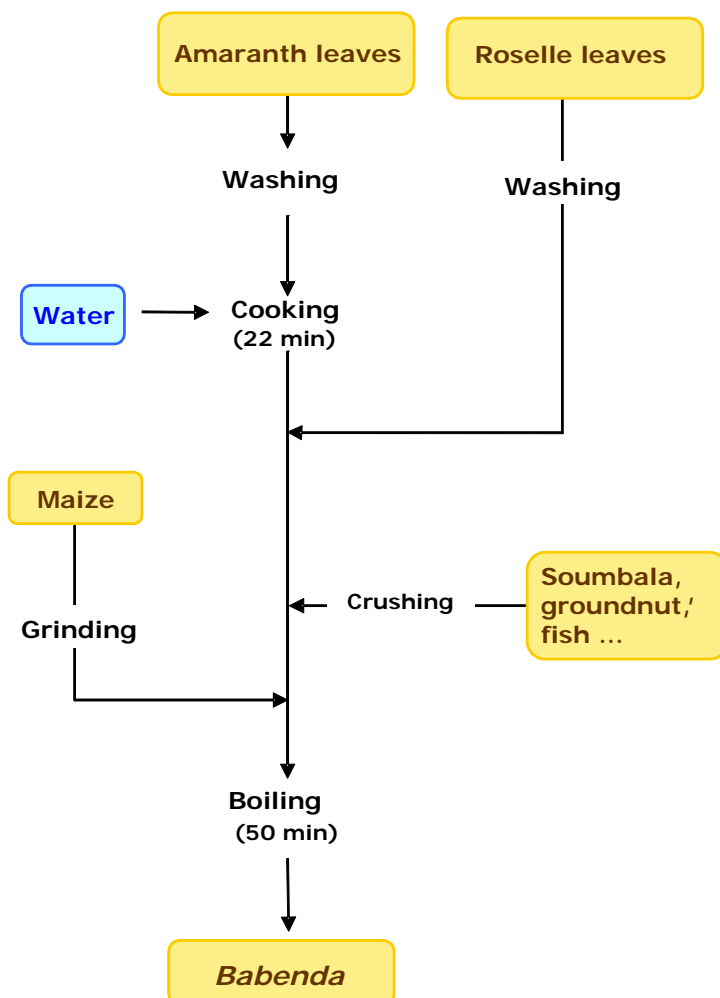 Amaranth leaves
Roselle leaves
Washing
Washing
Water
Cooking
(22 min)
Maize
Soumbala,
groundnut,’
fish ...
Crushing
Grinding
Boiling
(50 min)
Babenda